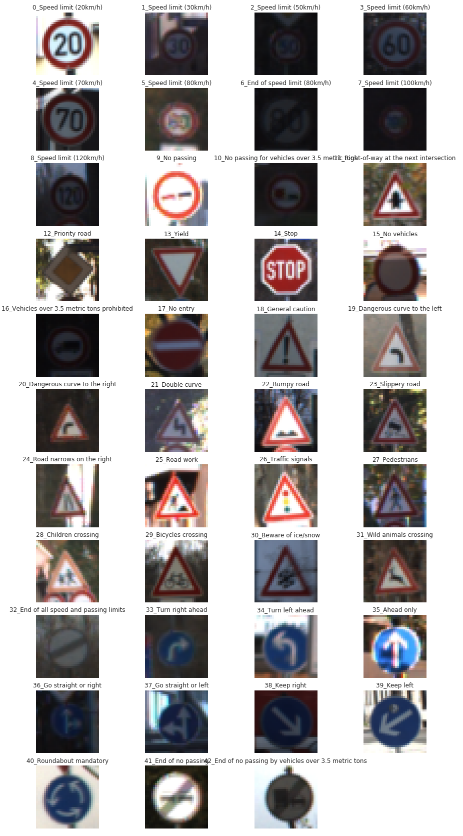 0_Speed limit (20km/h)
1_Speed limit (30km/h)
2_Speed limit (50km/h)
3_Speed limit (60km/h)
20
30
50
60
4_Speed limit (70km/h)
5_Speed limit (80km/h)
6_End of speed limit (80km/h)
7_Speed limit (100km/h)
70
80
80
8_Speed limit (120km/h)
9_No passing
10_No passing for vehicles over 3.5 metric tons
11_Right-of-way at the next intersection
120
12_Priority road
13_Yield
14_Stop
15_No vehicles
STOP
16_Vehicles over 3.5 metric tons prohibited
17_No entry
18_General caution
19_Dangerous curve to the left
20_Dangerous curve to the right
21_Double curve
22_Bumpy road
23_Slippery road
24_Road narrows on the right
25_Road work
26_Traffic signals
27_Pedestrians
28_Children crossing
29_Bicycles crossing
30_Beware of ice/snow
31_Wild animals crossing
32_End of all speed and passing limits
33_Turn right ahead
34_Turn left ahead
35_Ahead only
36_Go straight or right
37_Go straight or left
38_Keep right
39_Keep left
40_Roundabout mandatory
41_End of no passing
42_End of no passing by vehicles over 3.5 metric tons